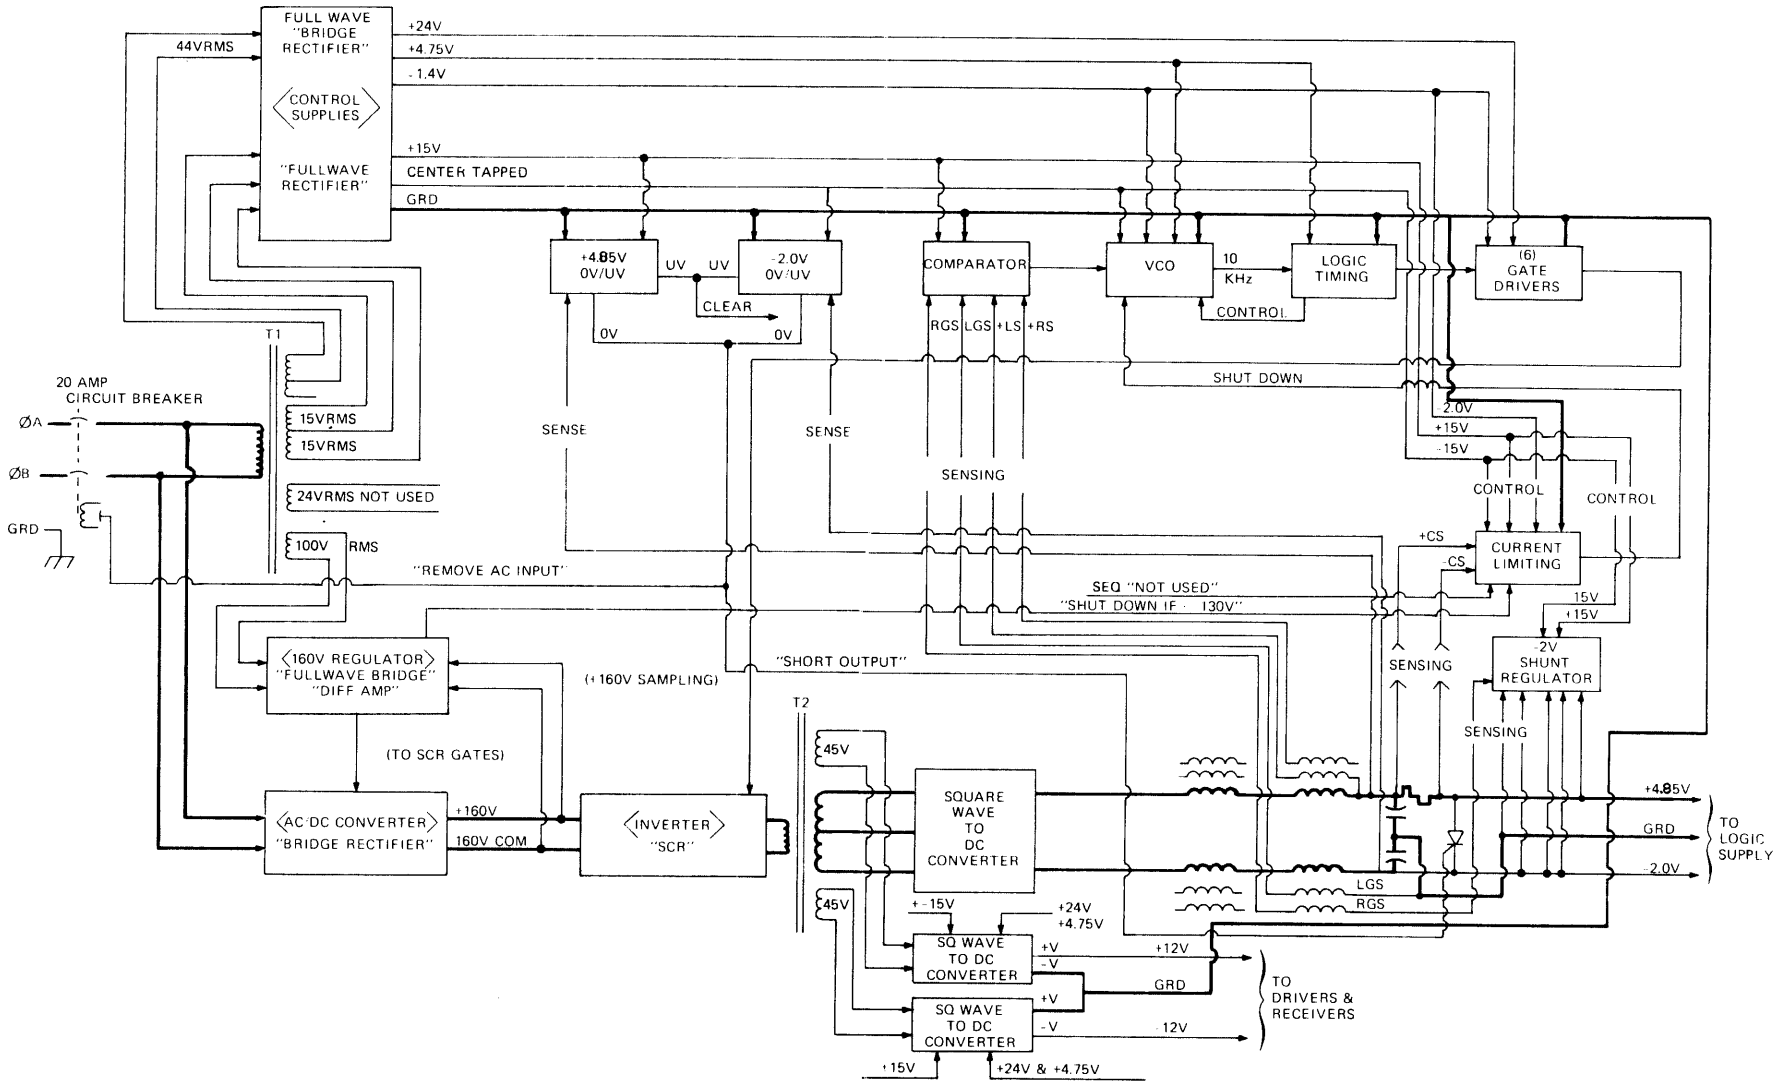 FULL WAVE
"BRIDGE
RECTIFIER"
44VRMS
<CONTROL
SUPPLIES>
"FULLWAVE
RECTIFIER"
+24V
+4.75V
-1.4V
+15V
CENTER TAPPED
GRD
+4.85V
0V/UV
UV
UV
-2.0V
0V/UV
CLEAR
0V
0V
COMPARATOR
VCO
10
KHz
LOGIC
TIMING
(6)
GATE
DRIVERS
CONTROL
RGS
LGS
+LS
+RS
SHUT DOWN
T1
20 AMP
CIRCUIT BREAKER
ØA
ØB
GRD
15VRMS
15VRMS
24VRMS NOT USED
100V
RMS
SENSE
SENSE
SENSING
-2.0V
+15V
-15V
CONTROL
CONTROL
+CS
-CS
CURRENT
LIMITING
"REMOVE AC INPUT"
SEQ "NOT USED"
"SHUT DOWN IF · 130V"
15V
+15V
<160V REGULATOR>
"FULLWAVE BRIDGE"
"DIFF AMP"
"SHORT OUTPUT"
(+160V SAMPLING)
SENSING
-2V
SHUNT
REGULATOR
SENSING
T2
(TO SCR GATES)
45V
<AC·DC CONVERTER>
"BRIDGE RECTIFIER"
+160V
160V COM
<INVERTER>
"SCR"
SQUARE
WAVE
TO
DC
CONVERTER
+4.85V
GRD
-2.0V
TO
LOGIC
SUPPLY
LGS
RGS
45V
+-15V
+24V
+4.75V
SQ WAVE
TO DC
CONVERTER
+V
-V
+12V
GRD
SQ WAVE
TO DC
CONVERTER
+V
-V
12V
TO
DRIVERS &
RECEIVERS
+15V
+24V & +4.75V